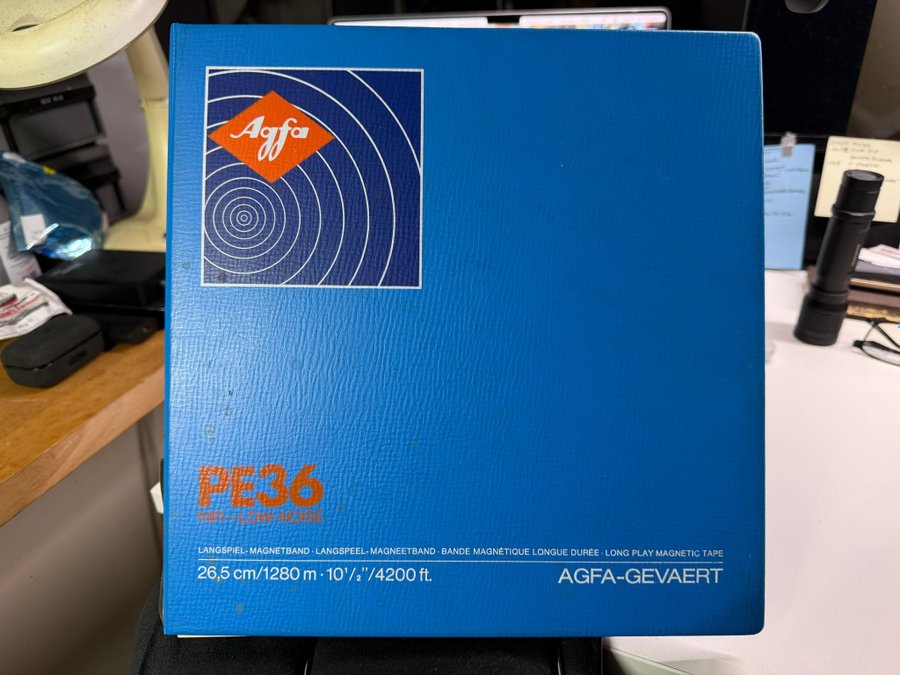 Agfa
PE36
HIFI-LOW-NOISE
LANGSPIEL-MAGNETBAND · LANGSPEEL-MAGNEETBAND · BANDE MAGNÉTIQUE LONGUE DURÉE · LONG PLAY MAGNETIC TAPE
26,5 cm/1280 m · 10¹/₂”/4200 ft.
AGFA-GEVAERT